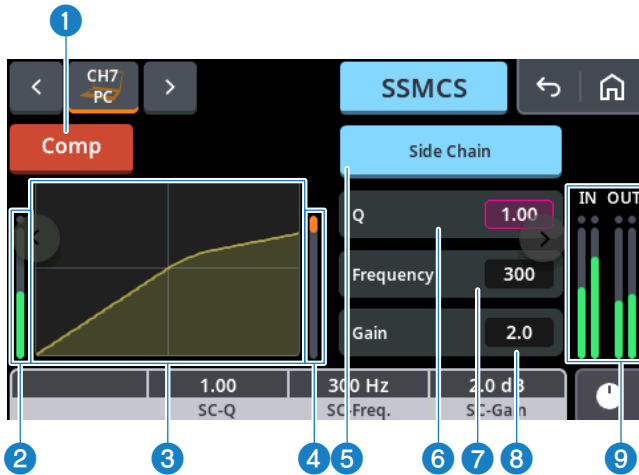 1
CH7
PC
SSMCS
Comp
Side Chain
IN OUT
Q 1.00
Frequency 300
Gain 2.0
1.00 300 Hz 2.0 dB
SC-Q SC-Freq. SC-Gain
2 3 4 5 6 7 8 9